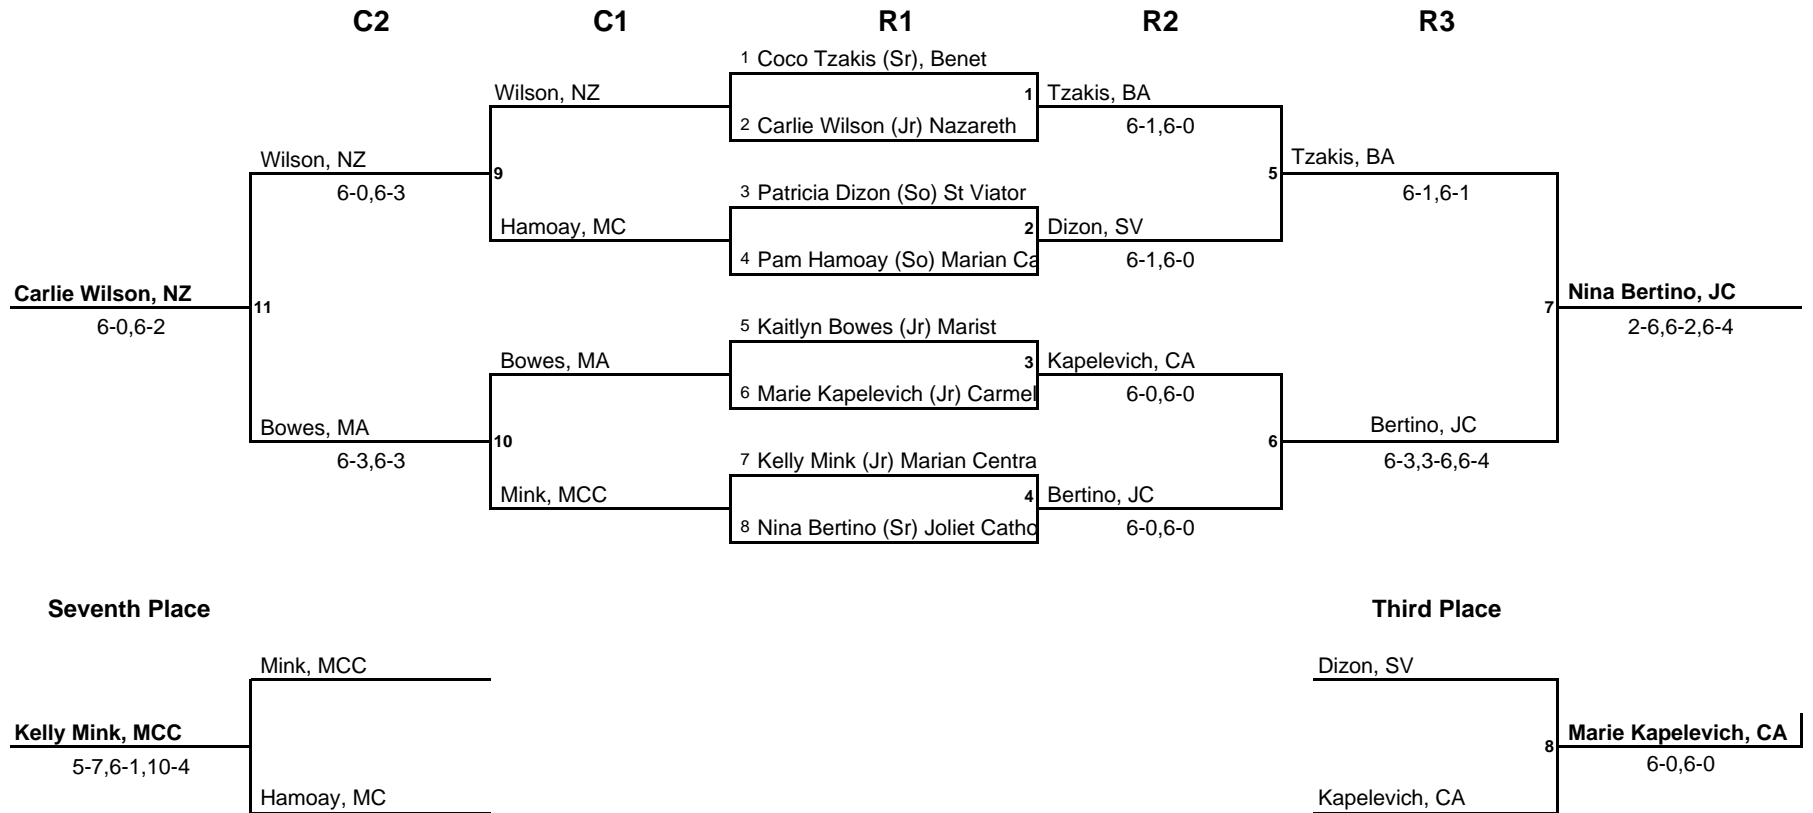 C2 C1 R1 R2 R3
1 Coco Tzakis (Sr), Benet
Wilson, NZ 1 Tzakis, BA
2 Carlie Wilson (Jr) Nazareth 6-1,6-0
Wilson, NZ 9 5 Tzakis, BA
6-0,6-3 3 Patricia Dizon (So) St Viator 6-1,6-1
Hamoay, MC 2 Dizon, SV
4 Pam Hamoay (So) Marian Ca 6-1,6-0
Carlie Wilson, NZ 11 7 Nina Bertino, JC
6-0,6-2 5 Kaitlyn Bowes (Jr) Marist 2-6,6-2,6-4
Bowes, MA 3 Kapelevich, CA
6 Marie Kapelevich (Jr) Carmel 6-0,6-0
Bowes, MA 10 6 Bertino, JC
6-3,6-3 7 Kelly Mink (Jr) Marian Centra 6-3,3-6,6-4
Mink, MCC 4 Bertino, JC
8 Nina Bertino (Sr) Joliet Catho 6-0,6-0
Seventh Place Third Place
Mink, MCC Dizon, SV
Kelly Mink, MCC 8 Marie Kapelevich, CA
5-7,6-1,10-4 6-0,6-0
Hamoay, MC Kapelevich, CA